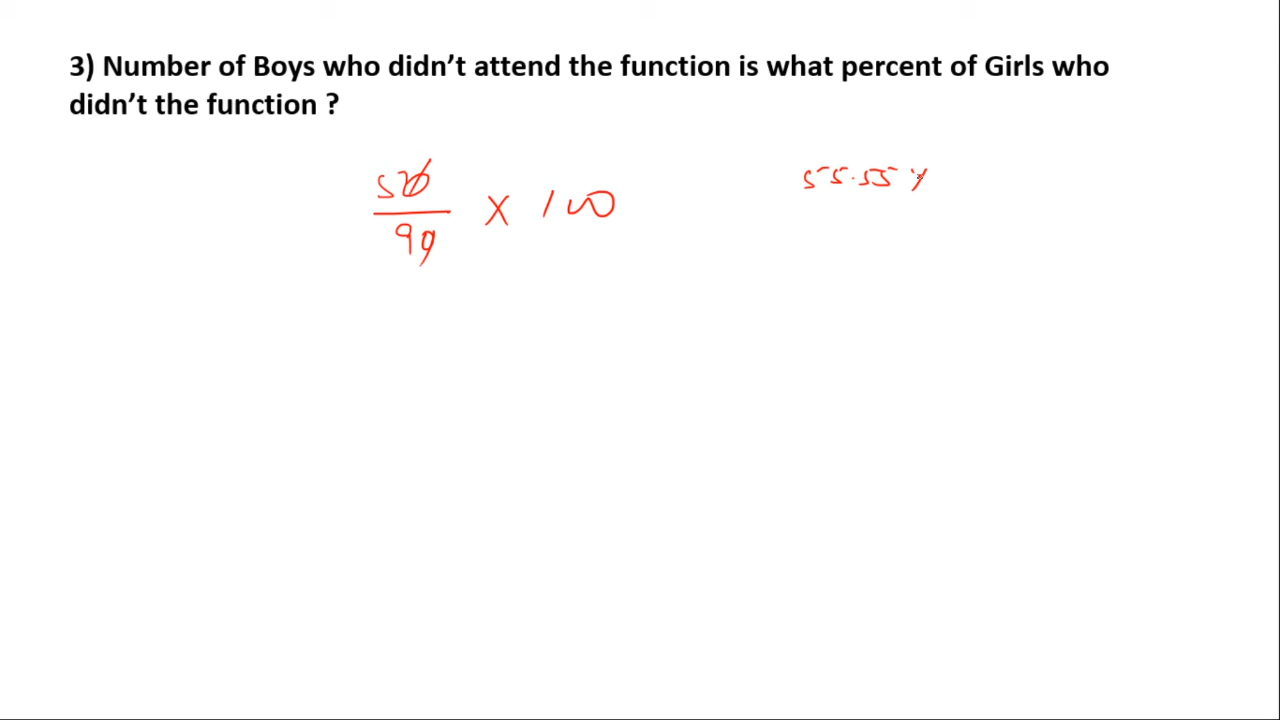 3) Number of Boys who didn’t attend the function is what percent of Girls who
didn’t the function ?
50
90
× 100
55.55 %